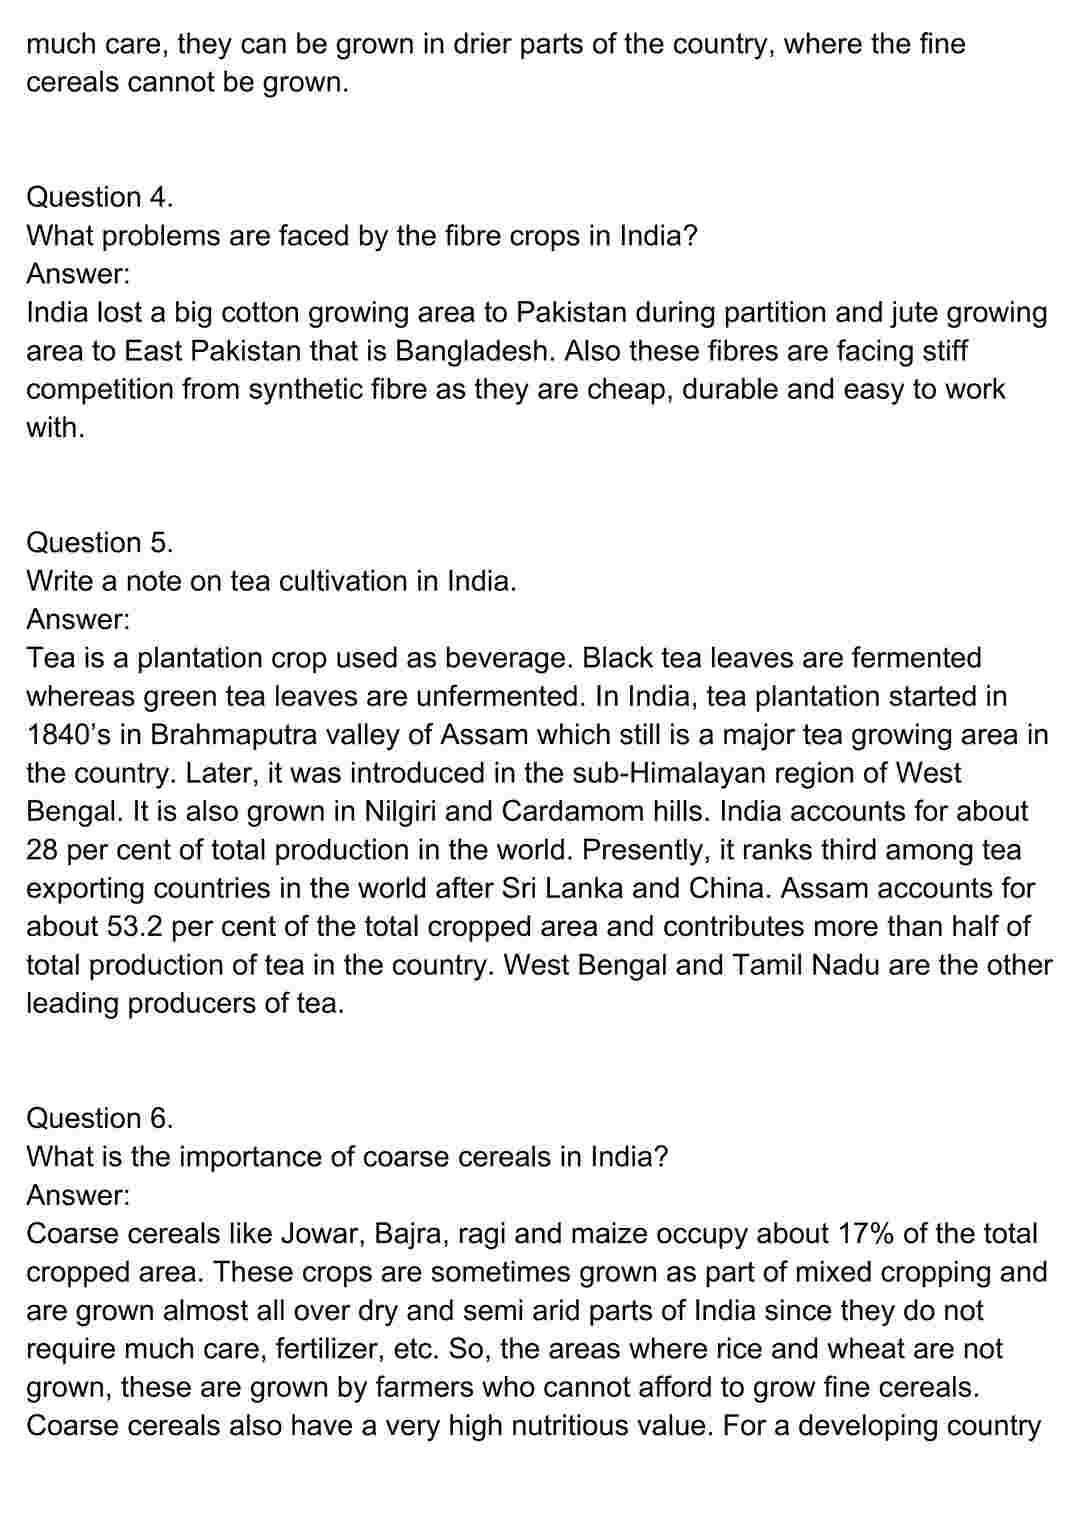 much care, they can be grown in drier parts of the country, where the fine
cereals cannot be grown.
Question 4.
What problems are faced by the fibre crops in India?
Answer:
India lost a big cotton growing area to Pakistan during partition and jute growing
area to East Pakistan that is Bangladesh. Also these fibres are facing stiff
competition from synthetic fibre as they are cheap, durable and easy to work
with.
Question 5.
Write a note on tea cultivation in India.
Answer:
Tea is a plantation crop used as beverage. Black tea leaves are fermented
whereas green tea leaves are unfermented. In India, tea plantation started in
1840’s in Brahmaputra valley of Assam which still is a major tea growing area in
the country. Later, it was introduced in the sub-Himalayan region of West
Bengal. It is also grown in Nilgiri and Cardamom hills. India accounts for about
28 per cent of total production in the world. Presently, it ranks third among tea
exporting countries in the world after Sri Lanka and China. Assam accounts for
about 53.2 per cent of the total cropped area and contributes more than half of
total production of tea in the country. West Bengal and Tamil Nadu are the other
leading producers of tea.
Question 6.
What is the importance of coarse cereals in India?
Answer:
Coarse cereals like Jowar, Bajra, ragi and maize occupy about 17% of the total
cropped area. These crops are sometimes grown as part of mixed cropping and
are grown almost all over dry and semi arid parts of India since they do not
require much care, fertilizer, etc. So, the areas where rice and wheat are not
grown, these are grown by farmers who cannot afford to grow fine cereals.
Coarse cereals also have a very high nutritious value. For a developing country